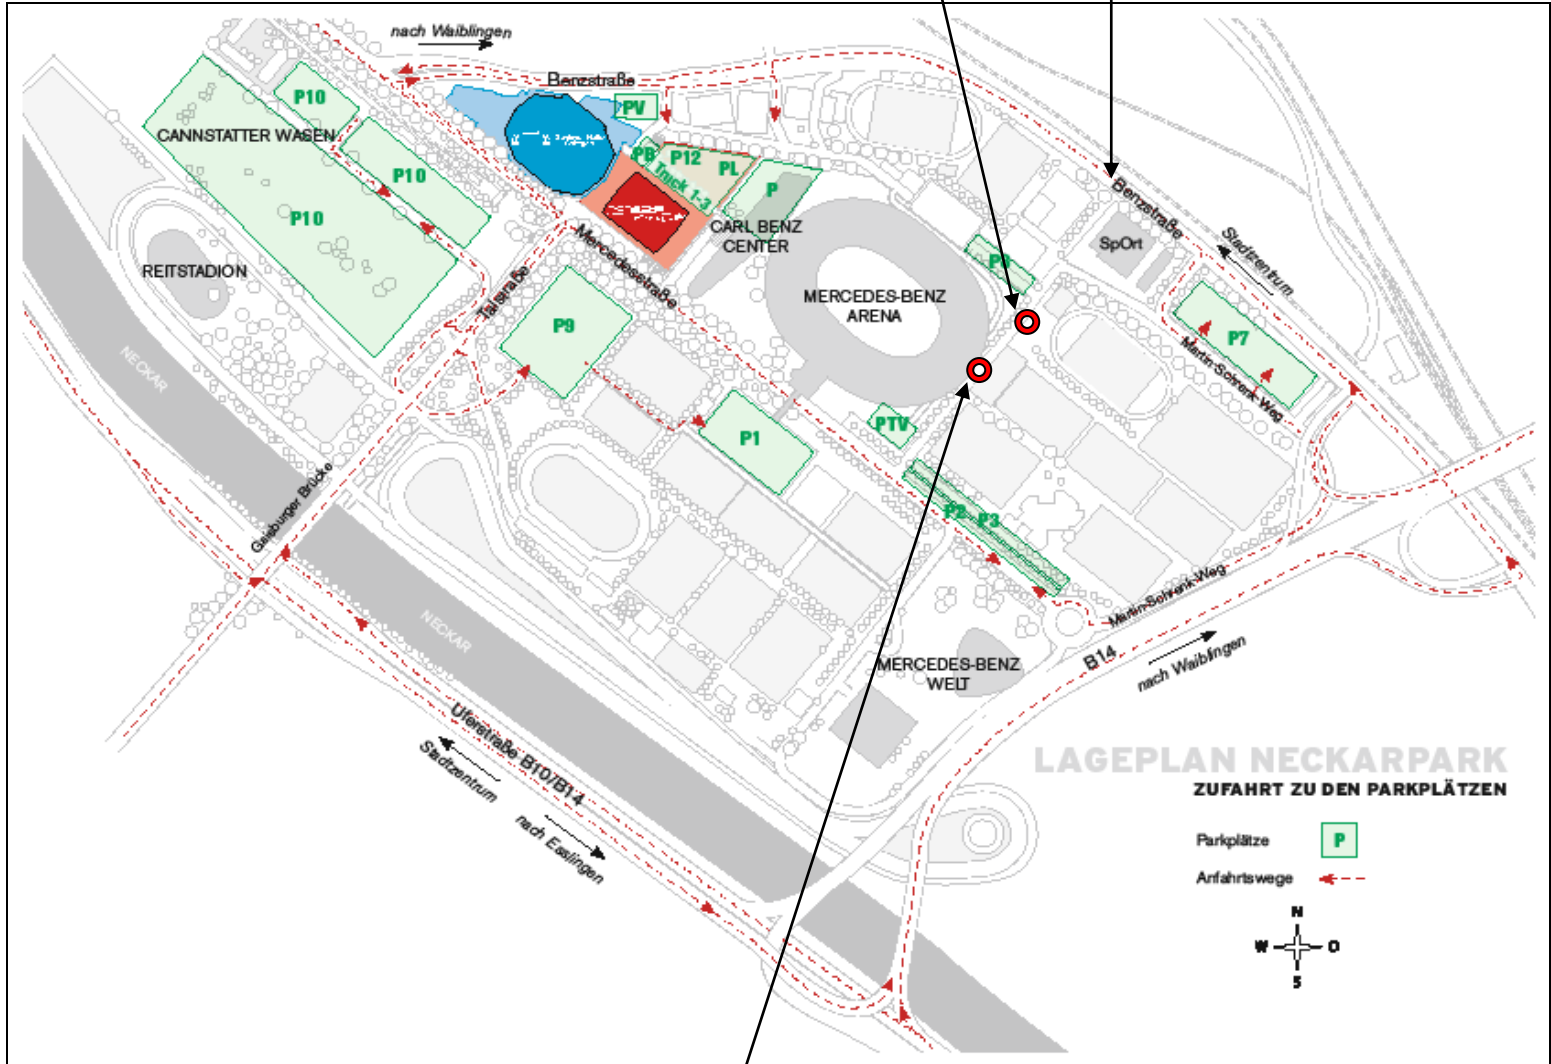 nach Waiblingen
Benzstraße
PV
P10
CANNSTATTER WASEN
P10
P10
PB
P12
PL
Truck 1-3
P
CARL BENZ
CENTER
Benzstraße
SpOrt
Stadtzentrum
REITSTADION
Mercedesstraße
Talstraße
MERCEDES-BENZ
ARENA
P9
P7
Martin-Schrenk-Weg
NECKAR
P1
PTV
P2
P3
Gaisburger Brücke
NECKAR
Martin-Schrenk-Weg
B14
nach Waiblingen
MERCEDES-BENZ
WELT
Uferstraße B10/B14
Stadtzentrum
nach Esslingen
LAGEPLAN NECKARPARK
ZUFAHRT ZU DEN PARKPLÄTZEN
Parkplätze
P
Anfahrtswege
N
W
O
S